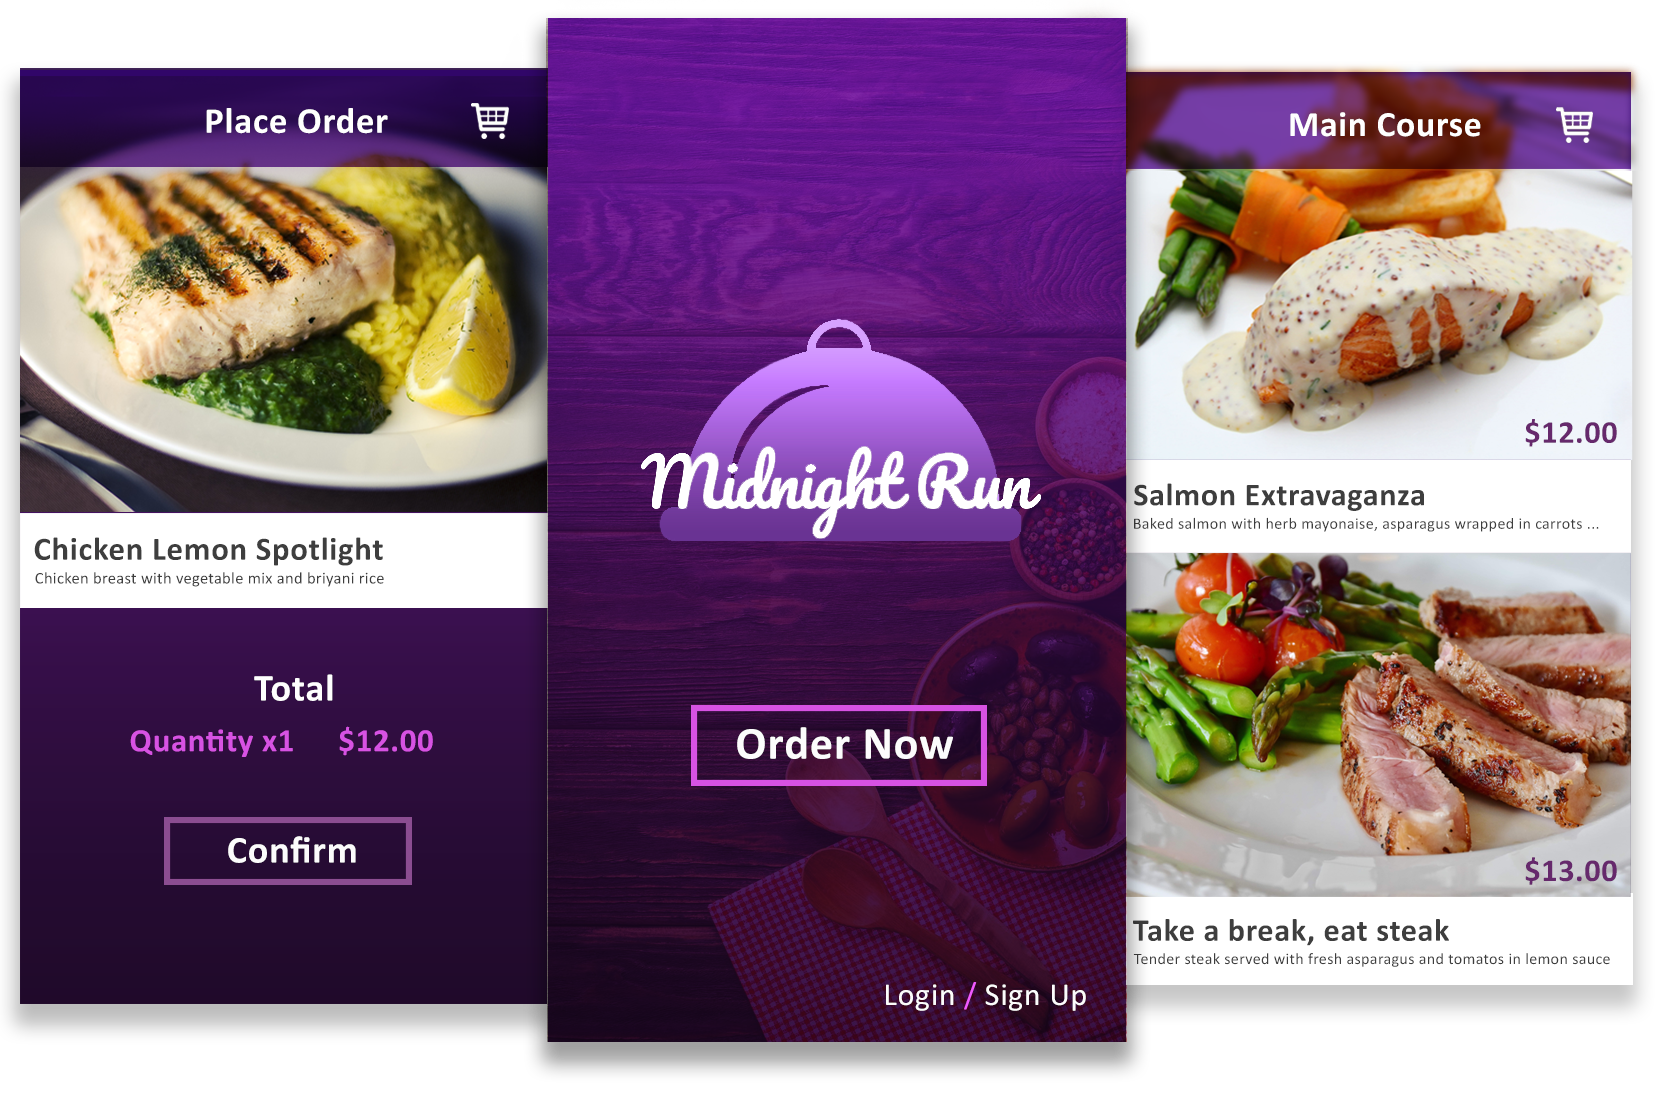 Place Order
Chicken Lemon Spotlight
Chicken breast with vegetable mix and briyani rice
Total
Quantity x1 $12.00
Confirm
Midnight Run
Order Now
Login / Sign Up
Main Course
$12.00
Salmon Extravaganza
Baked salmon with herb mayonaise, asparagus wrapped in carrots ...
$13.00
Take a break, eat steak
Tender steak served with fresh asparagus and tomatos in lemon sauce